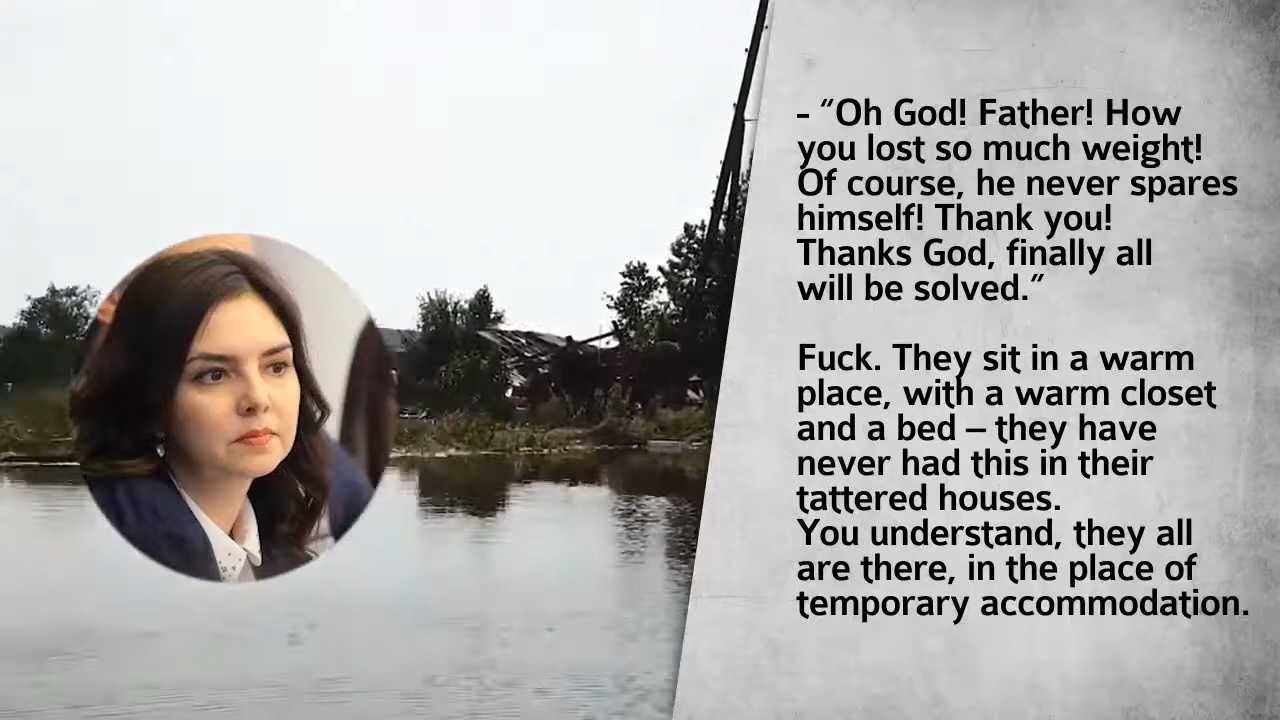 - “Oh God! Father! How
you lost so much weight!
Of course, he never spares
himself! Thank you!
Thanks God, finally all
will be solved.”
Fuck. They sit in a warm
place, with a warm closet
and a bed – they have
never had this in their
tattered houses.
You understand, they all
are there, in the place of
temporary accommodation.